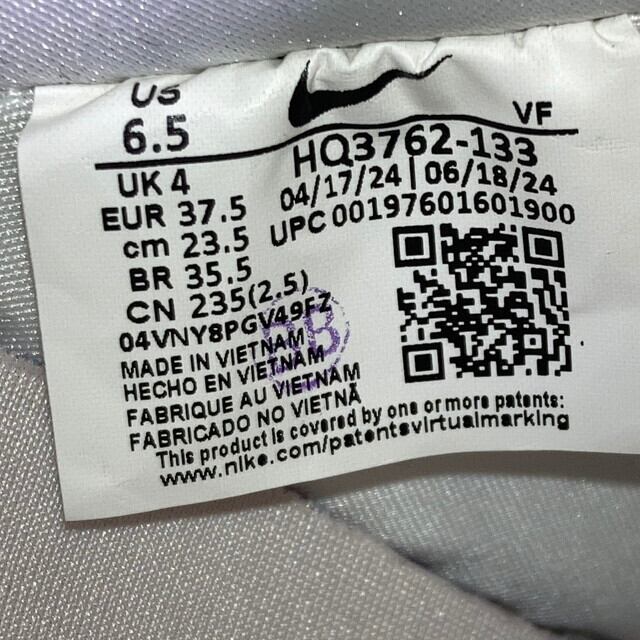 US
6.5
UK 4
EUR 37.5
cm 23.5
BR 35.5
CN 235(2,5)
04VNY8PGV49FZ
MADE IN VIETNAM
HECHO EN VIETNAM
FABRIQUE AU VIETNAM
FABRICADO NO VIETNÃ
VF
HQ3762-133
04/17/24 | 06/18/24
UPC 00197601601900
BB
This product is covered by one or more patents:
www.nike.com/patentsvirtualmarking